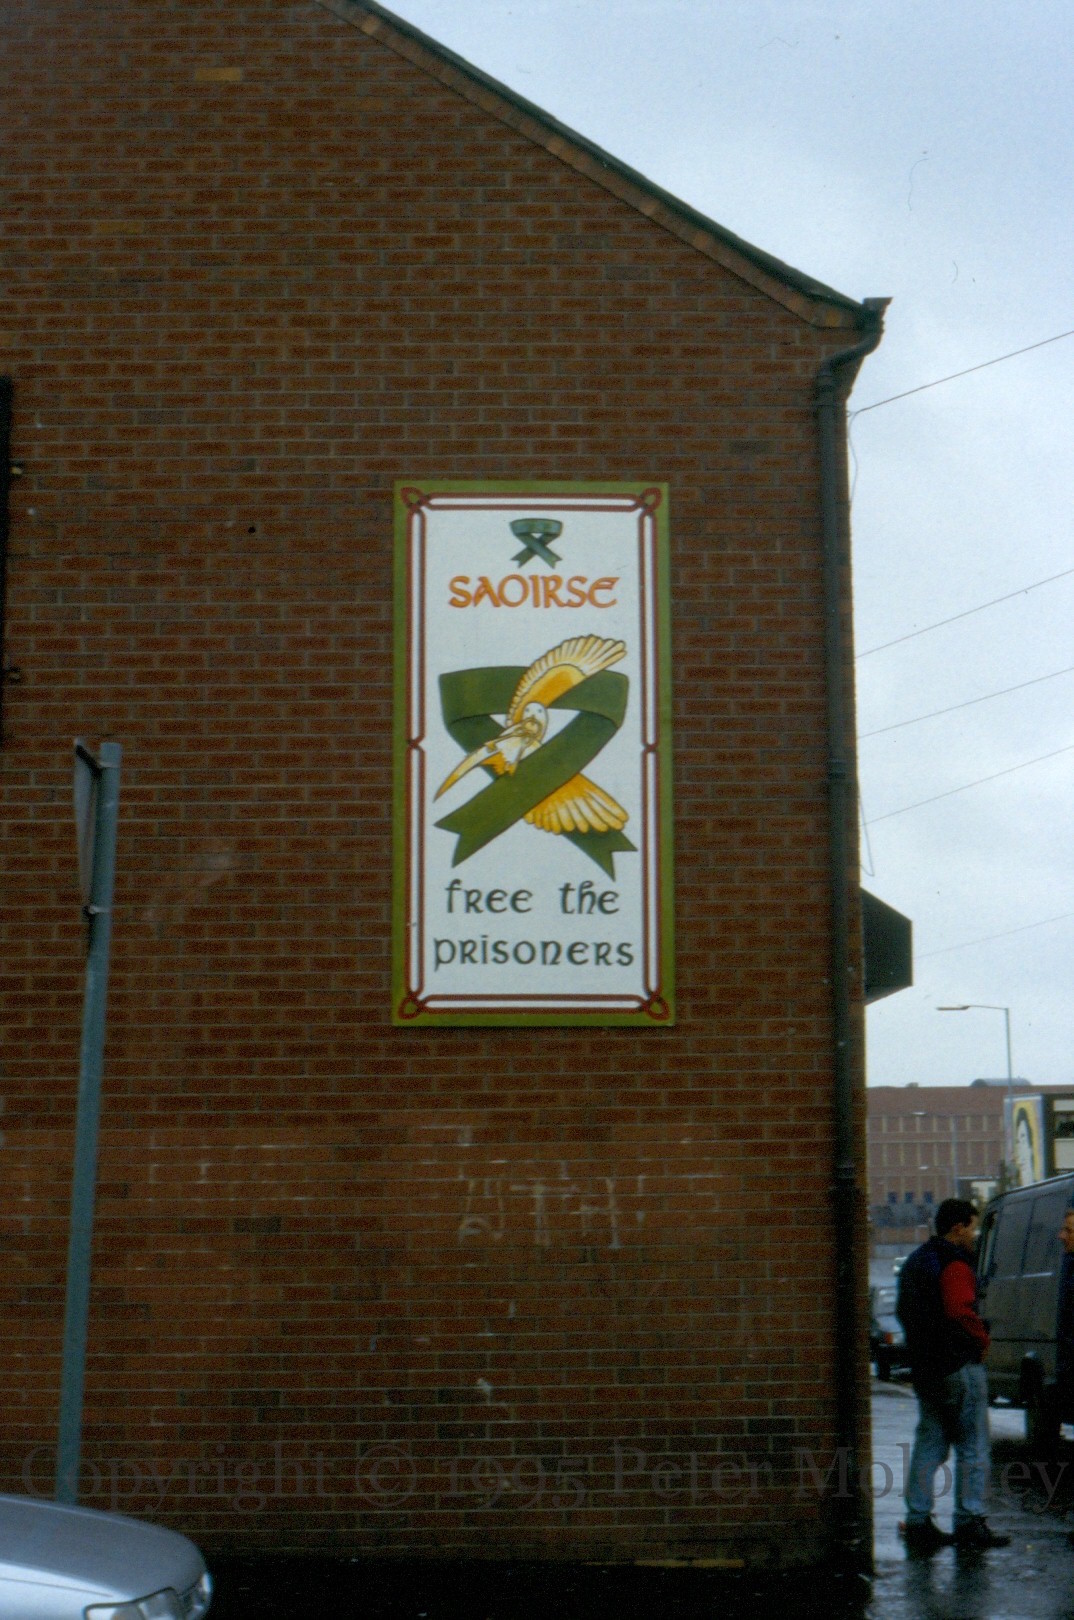 SAOIRSE
free the
prisoners
Copyright © 1995 Peter Moloney